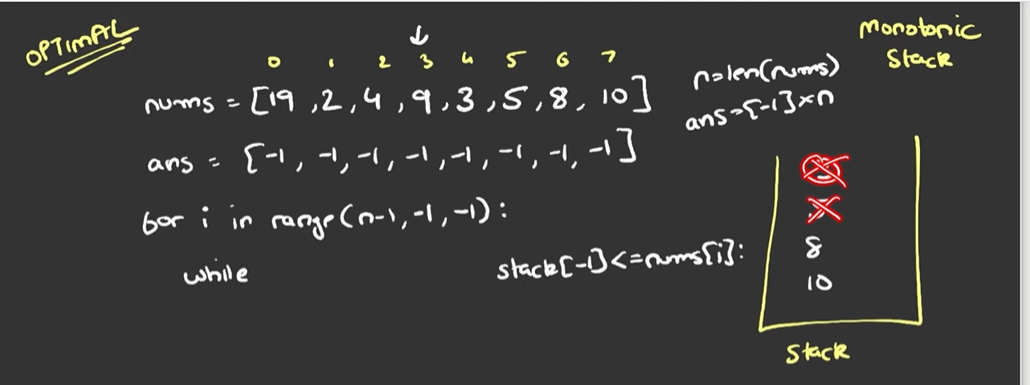 OPTIMAL
Monotonic
Stack
↓
0 1 2 3 4 5 6 7
nums = [19 ,2, 4 , 9, 3 , 5 , 8, 10]
n=len(nums)
ans=[-1]×n
ans = [-1, -1, -1, -1, -1, -1, -1, -1]
for i in range(n-1, -1, -1):
while stack[-1]<=nums[i]:
8
10
Stack